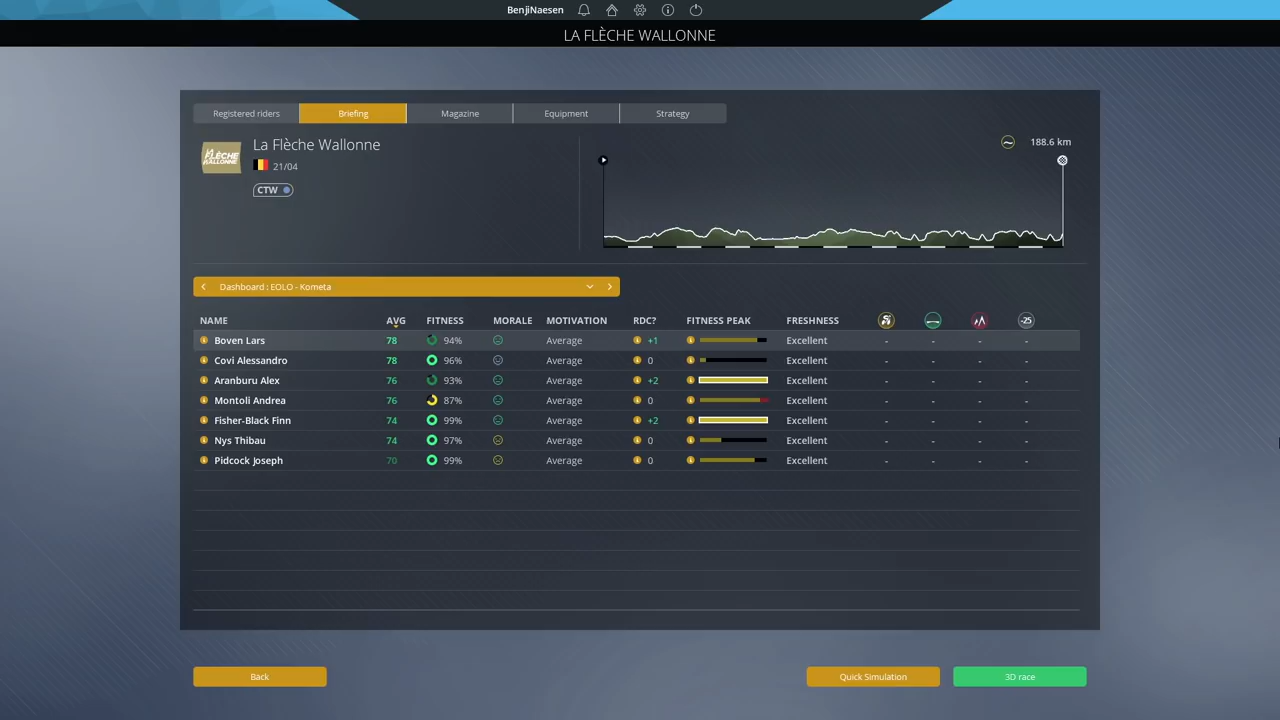 BenjiNaesen
LA FLÈCHE WALLONNE
Registered riders Briefing Magazine Equipment Strategy
LA FLÈCHE WALLONNE
La Flèche Wallonne
21/04
CTW
188.6 km
Dashboard : EOLO - Kometa
NAME AVG FITNESS MORALE MOTIVATION RDC? FITNESS PEAK FRESHNESS -25
Boven Lars 78 94% Average +1 Excellent - - - -
Covi Alessandro 78 96% Average 0 Excellent - - - -
Aranburu Alex 76 93% Average +2 Excellent - - - -
Montoli Andrea 76 87% Average 0 Excellent - - - -
Fisher-Black Finn 74 99% Average +2 Excellent - - - -
Nys Thibau 74 97% Average 0 Excellent - - - -
Pidcock Joseph 70 99% Average 0 Excellent - - - -
Back Quick Simulation 3D race